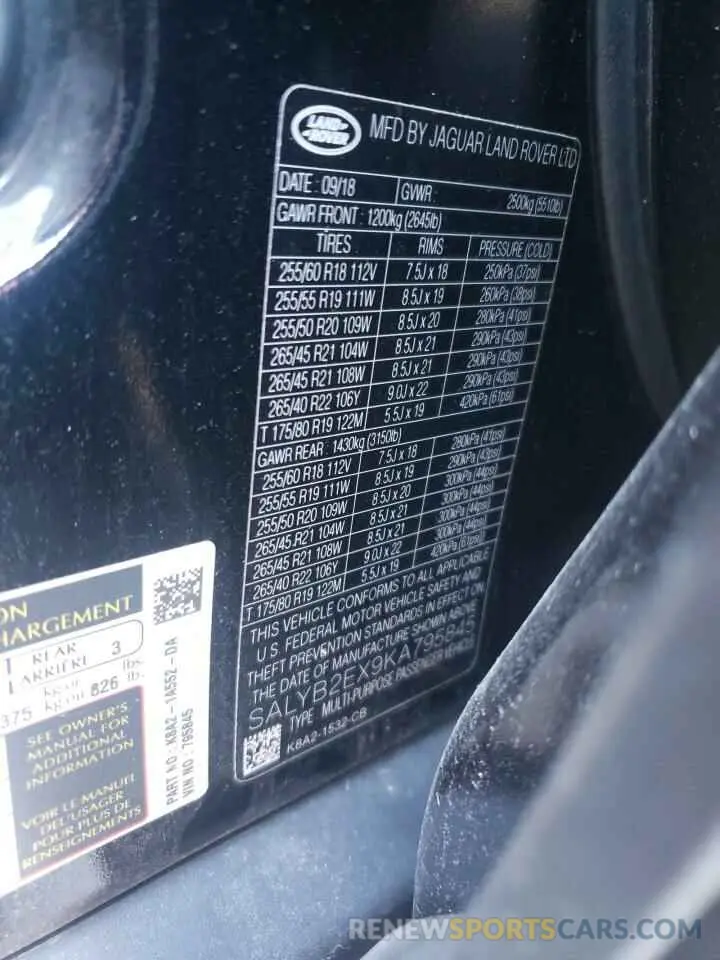 LAND ROVER MFD BY JAGUAR LAND ROVER LTD
DATE : 09/18 GVWR : 2500kg (5510lb)
GAWR FRONT : 1200kg (2645lb)
TIRES RIMS PRESSURE (COLD)
255/60 R18 112V 7.5J x 18 250kPa (37psi)
255/55 R19 111W 8.5J x 19 260kPa (38psi)
255/50 R20 109W 8.5J x 20 280kPa (41psi)
265/45 R21 104W 8.5J x 21 290kPa (43psi)
265/45 R21 108W 8.5J x 21 290kPa (43psi)
265/40 R22 106Y 9.0J x 22 290kPa (43psi)
T 175/80 R19 122M 5.5J x 19 420kPa (61psi)
GAWR REAR : 1430kg (3150lb)
255/60 R18 112V 7.5J x 18 280kPa (41psi)
255/55 R19 111W 8.5J x 19 290kPa (43psi)
255/50 R20 109W 8.5J x 20 300kPa (44psi)
265/45 R21 104W 8.5J x 21 300kPa (44psi)
265/45 R21 108W 8.5J x 21 300kPa (44psi)
265/40 R22 106Y 9.0J x 22 300kPa (44psi)
T 175/80 R19 122M 5.5J x 19 420kPa (61psi)
THIS VEHICLE CONFORMS TO ALL APPLICABLE
U.S. FEDERAL MOTOR VEHICLE SAFETY AND
THEFT PREVENTION STANDARDS IN EFFECT ON
THE DATE OF MANUFACTURE SHOWN ABOVE
SALYB2EX9KA795845
TYPE : MULTI-PURPOSE PASSENGER VEHICLE
K8A2-1532-CB
ON
HARGEMENT
REAR 3
ARRIÈRE
375 kg or 826 lbs.
kg ou lb.
SEE OWNER'S
MANUAL FOR
ADDITIONAL
INFORMATION
VOIR LE MANUEL
DE L'USAGER
POUR PLUS DE
RENSEIGNEMENTS
PART NO : K8A2-1A552-DA
VIN NO : 795845
RENEWSPORTSCARS.COM